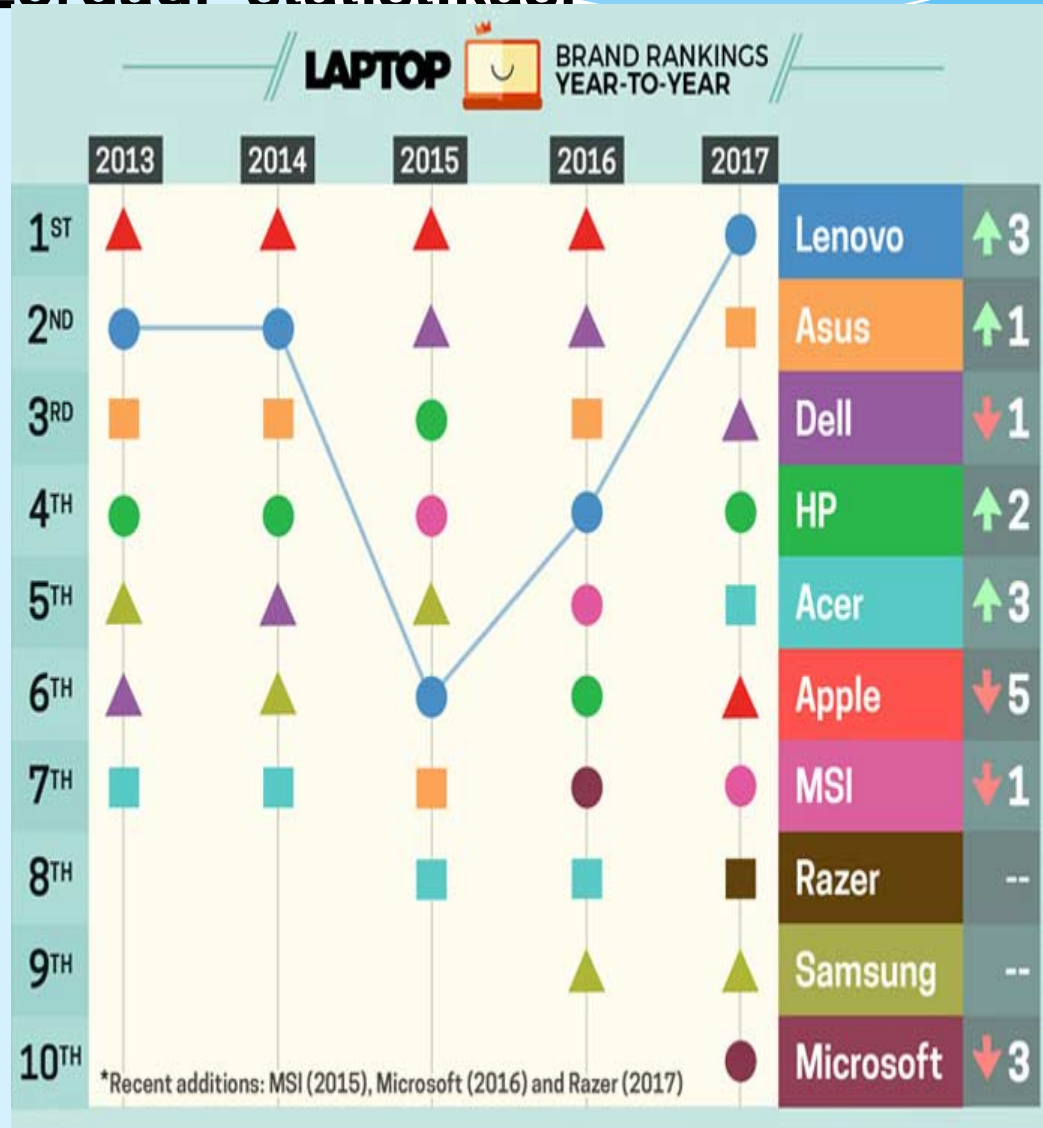 LAPTOP BRAND RANKINGS
YEAR-TO-YEAR
2013 2014 2015 2016 2017
1ST Lenovo 3
2ND Asus 1
3RD Dell 1
4TH HP 2
5TH Acer 3
6TH Apple 5
7TH MSI 1
8TH Razer --
9TH Samsung --
10TH Microsoft 3
*Recent additions: MSI (2015), Microsoft (2016) and Razer (2017)